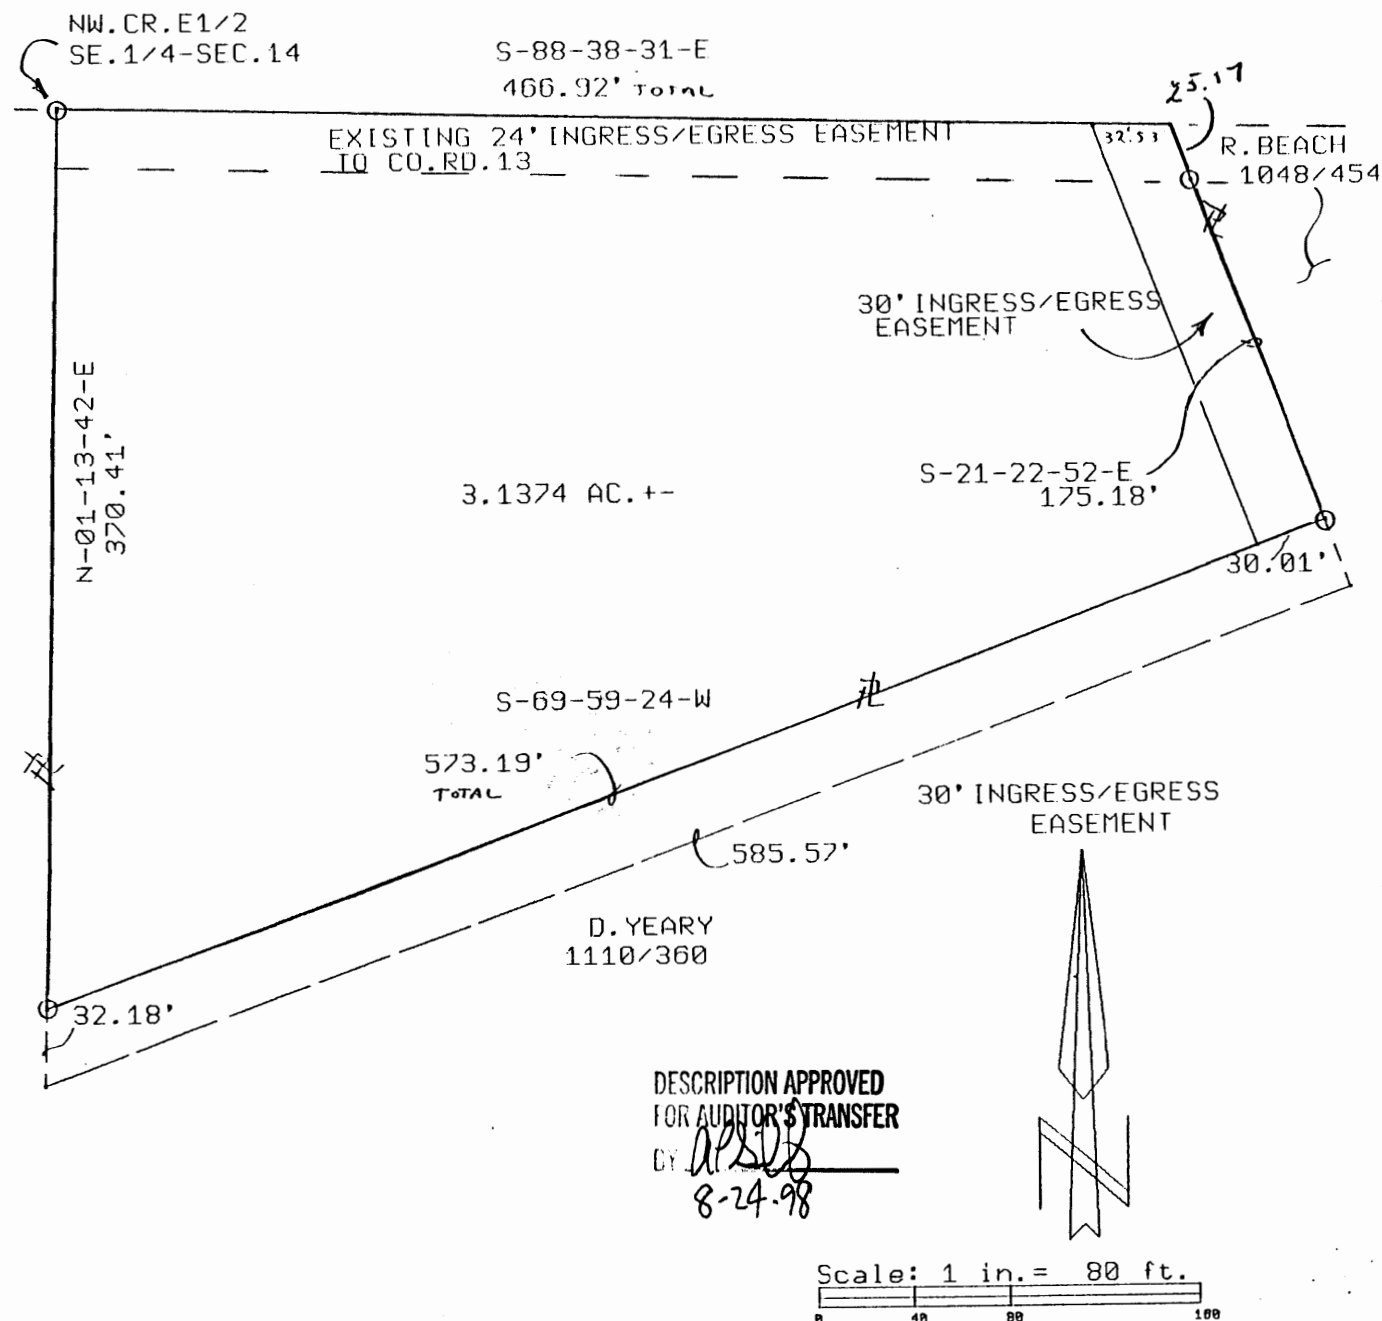 NW.CR.E1/2
SE.1/4-SEC.14
S-88-38-31-E
466.92' TOTAL
25.17
EXISTING 24' INGRESS/EGRESS EASEMENT
TO CO.RD.13
32'.53
R.BEACH
1048/454
30' INGRESS/EGRESS
EASEMENT
N-01-13-42-E
370.41'
3.1374 AC.+-
S-21-22-52-E
175.18'
30.01'
S-69-59-24-W
573.19'
TOTAL
30' INGRESS/EGRESS
EASEMENT
585.57'
D.YEARY
1110/360
32.18'
N
DESCRIPTION APPROVED
FOR AUDITOR'S TRANSFER
BY
8-24-98
Scale: 1 in.= 80 ft.
0 40 80 160